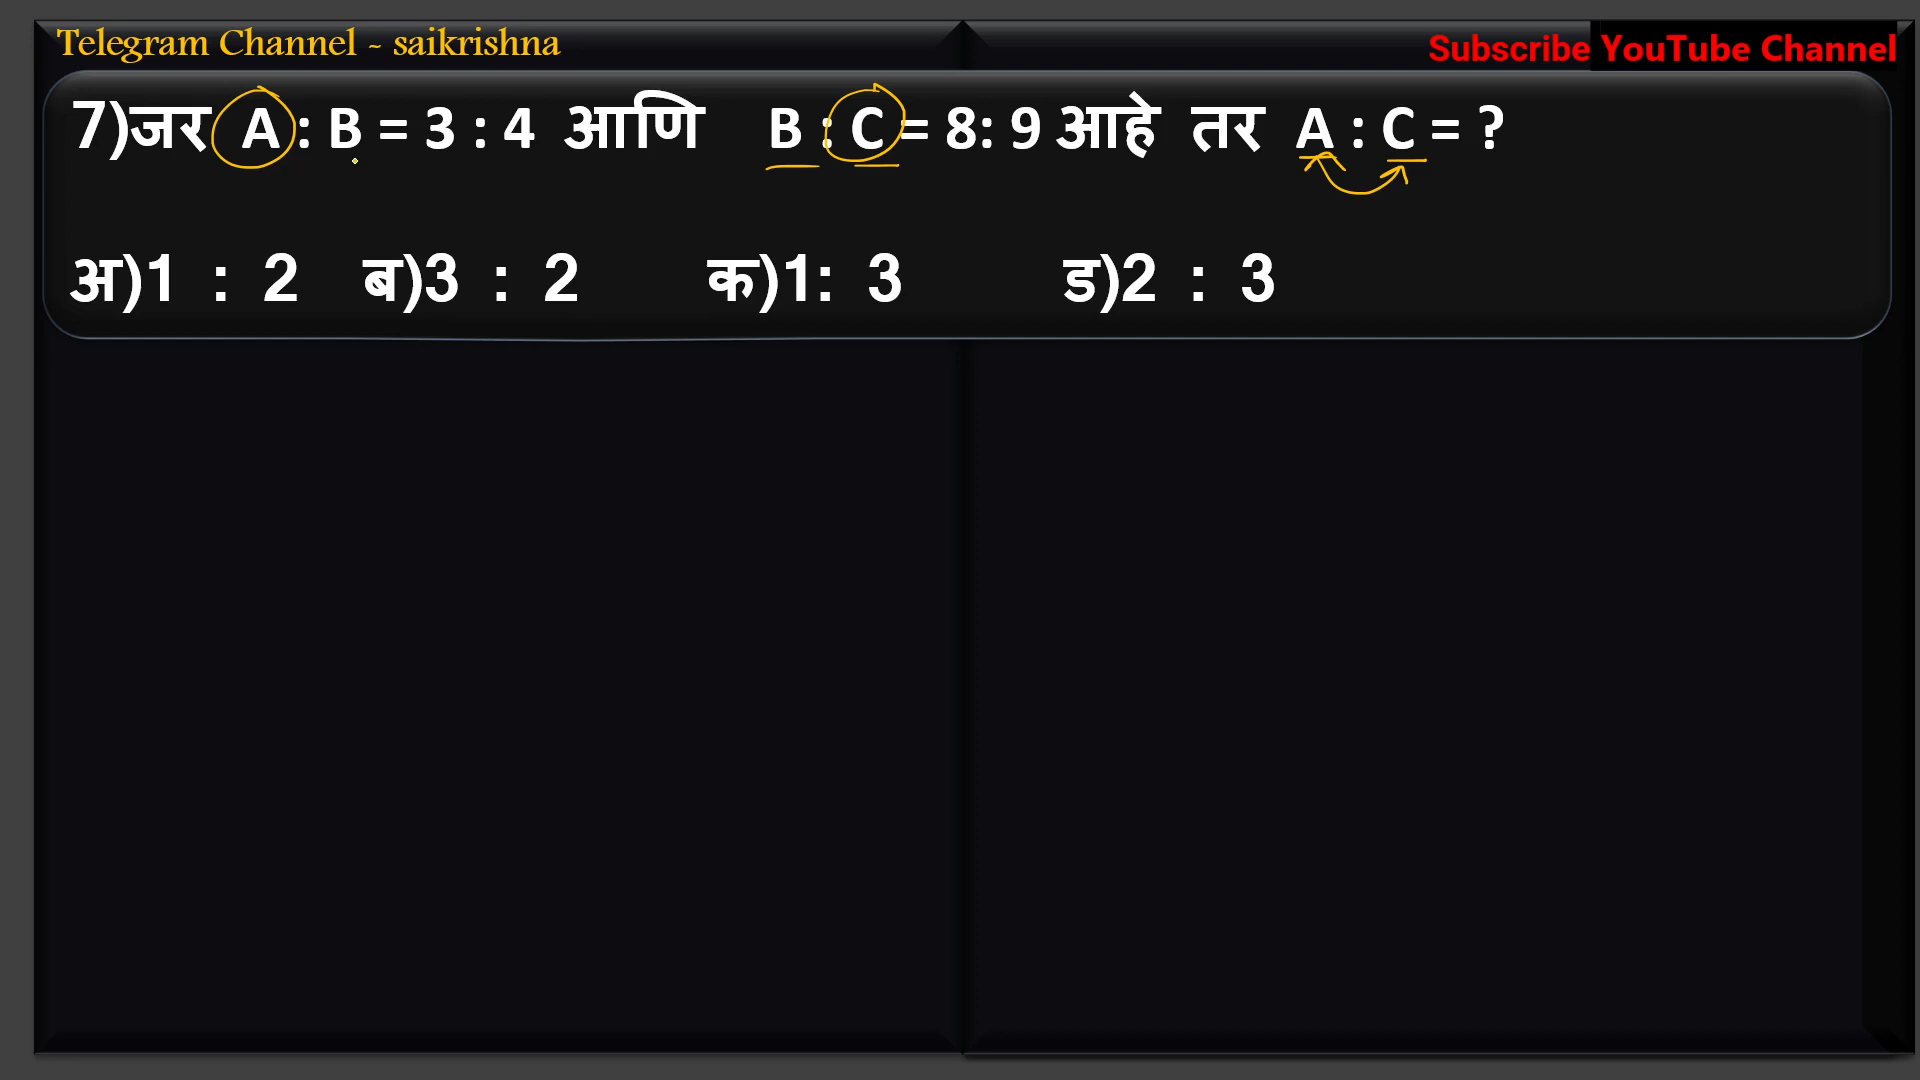 Telegram Channel ~ saikrishna
Subscribe YouTube Channel
7)जर A : B = 3 : 4 आणि B : C = 8: 9 आहे तर A : C = ?
अ)1 : 2 ब)3 : 2 क)1: 3 ड)2 : 3